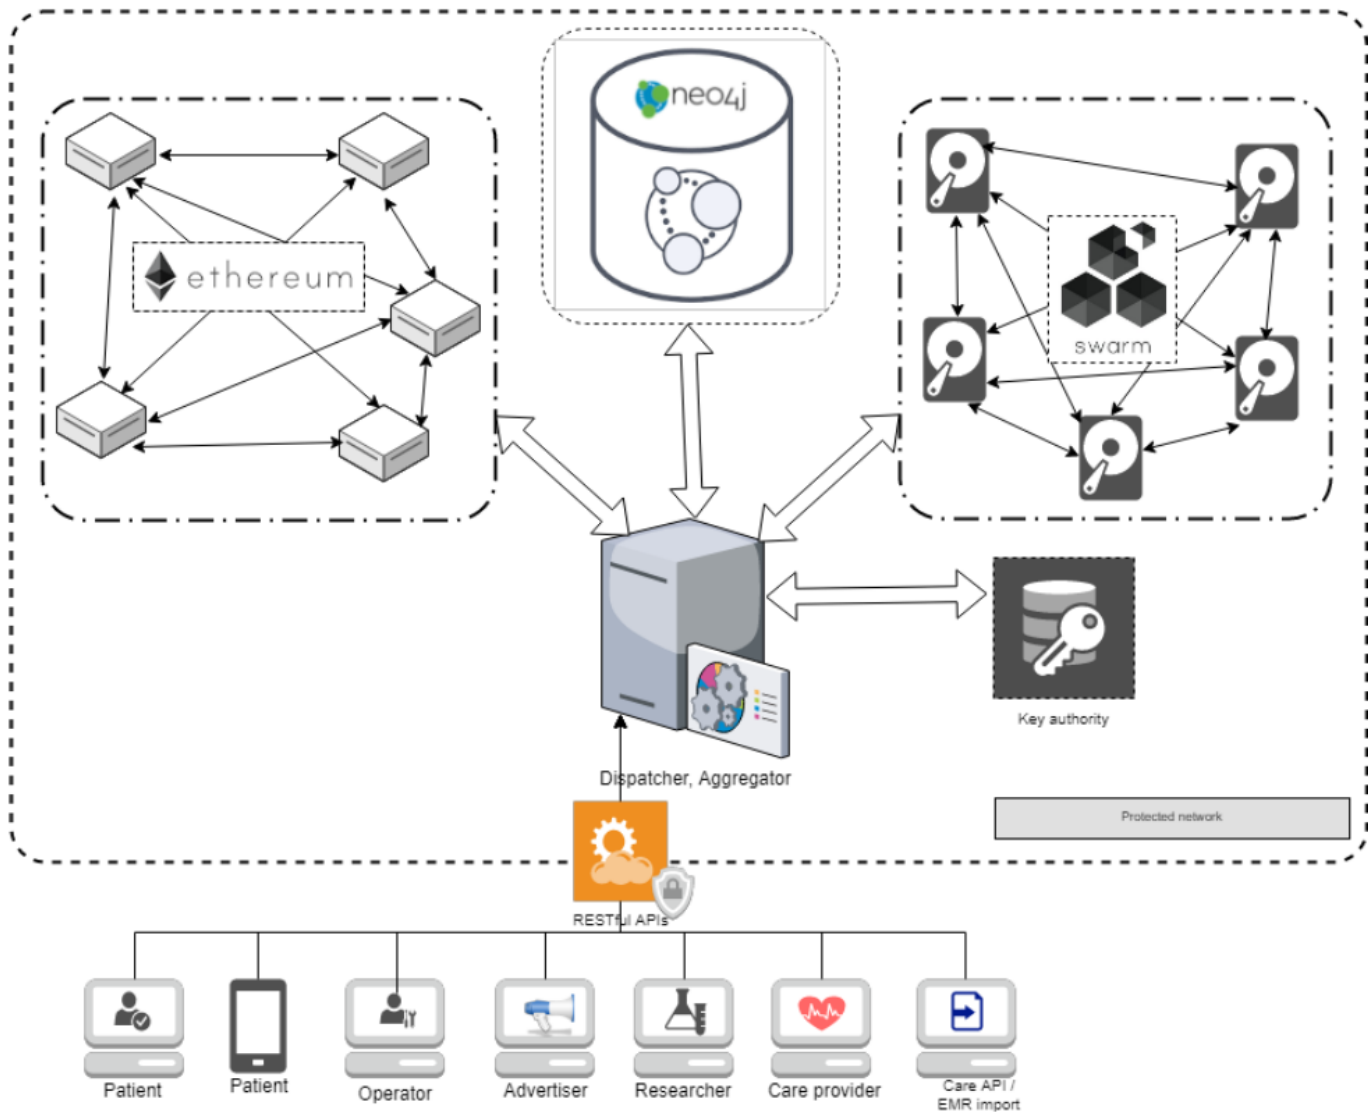 neo4j
ethereum
swarm
Key authority
Dispatcher, Aggregator
Protected network
RESTful APIs
Patient
Patient
Operator
Advertiser
Researcher
Care provider
Care API /
EMR import